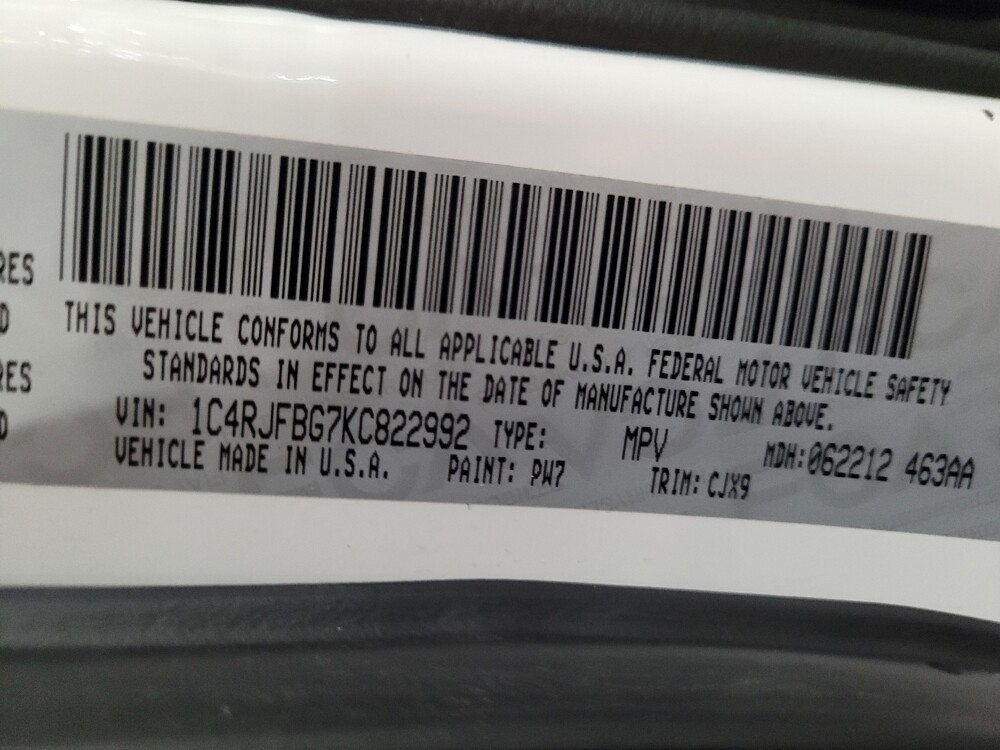 RES
D
RES
D
THIS VEHICLE CONFORMS TO ALL APPLICABLE U.S.A. FEDERAL MOTOR VEHICLE SAFETY
STANDARDS IN EFFECT ON THE DATE OF MANUFACTURE SHOWN ABOVE.
VIN: 1C4RJFBG7KC822992 TYPE: MPV MDH:062212 463AA
VEHICLE MADE IN U.S.A. PAINT: PW7 TRIM: CJX9